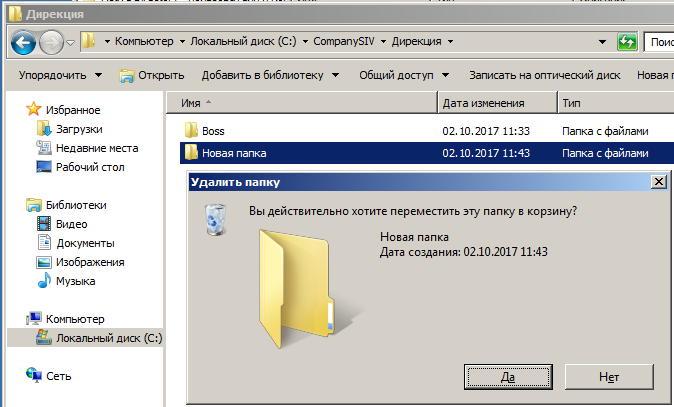 Дирекция
Компьютер Локальный диск (C:) CompanySIV Дирекция
Упорядочить Открыть Добавить в библиотеку Общий доступ Записать на оптический диск Новая
Избранное
Загрузки
Недавние места
Рабочий стол
Библиотеки
Видео
Документы
Изображения
Музыка
Компьютер
Локальный диск (C:)
Сеть
Имя Дата изменения Тип
Boss 02.10.2017 11:33 Папка с файлами
Новая папка 02.10.2017 11:43 Папка с файлами
Удалить папку
Вы действительно хотите переместить эту папку в корзину?
Новая папка
Дата создания: 02.10.2017 11:43
Да Нет